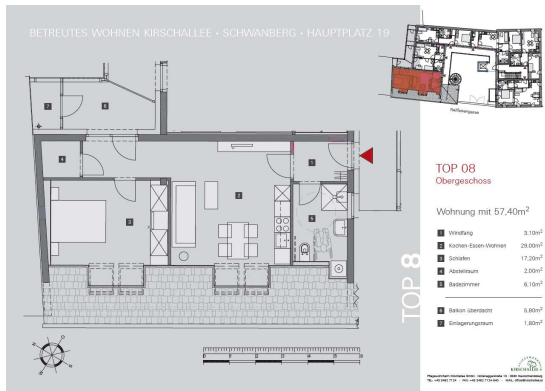 BETREUTES WOHNEN KIRSCHALLEE • SCHWANBERG • HAUPTPLATZ 19
TOP 08
Obergeschoss
Wohnung mit 57,40m²
1 Windfang 3,10m²
2 Kochen-Essen-Wohnen 29,00m²
3 Schlafen 17,20m²
4 Abstellraum 2,00m²
5 Badezimmer 6,10m²
6 Balkon überdacht 5,80m²
7 Einlagerungsraum 1,80m²
TOP 8
7
6
4
1
2
3
5
KIRSCHALLEE